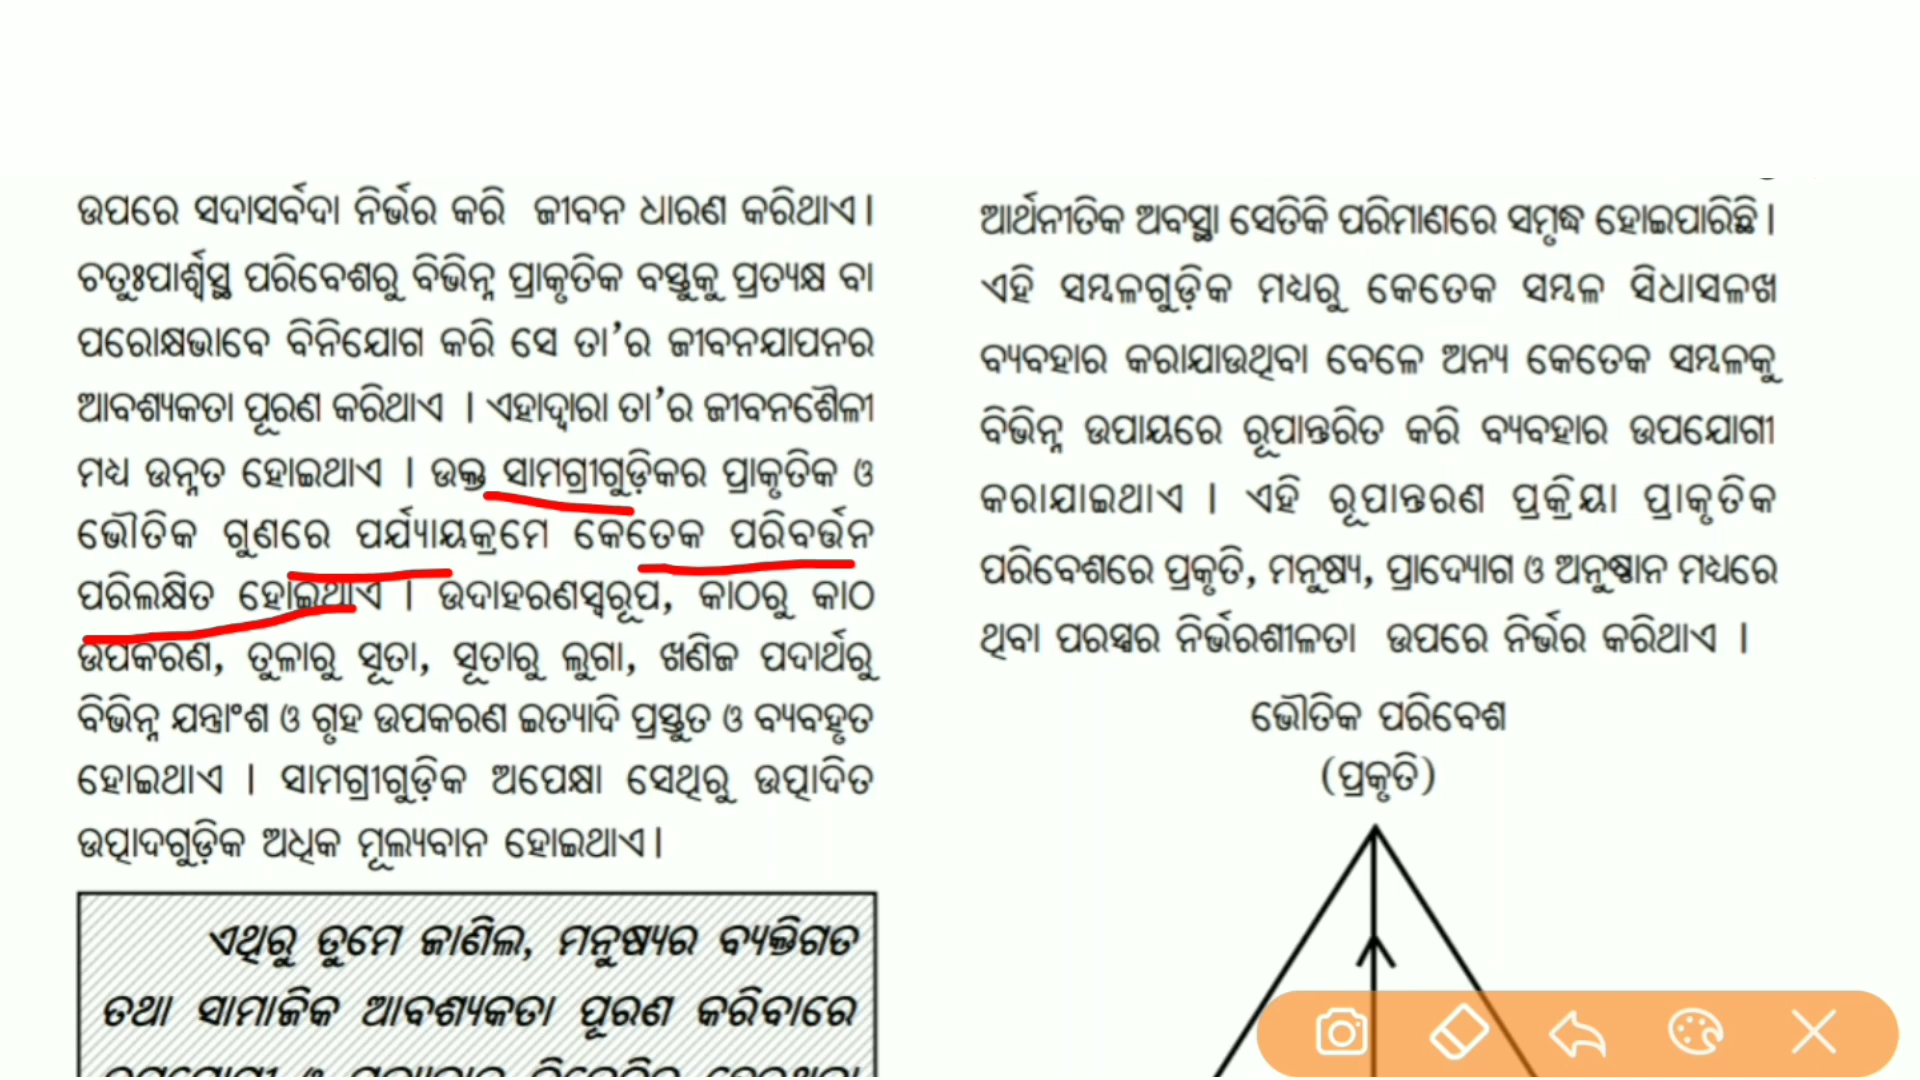 ଉପରେ ସଦାସର୍ବଦା ନିର୍ଭର କରି ଜୀବନ ଧାରଣ କରିଥାଏ।
ଚତୁଃପାର୍ଶ୍ୱସ୍ଥ ପରିବେଶରୁ ବିଭିନ୍ନ ପ୍ରାକୃତିକ ବସ୍ତୁକୁ ପ୍ରତ୍ୟକ୍ଷ ବା
ପରୋକ୍ଷଭାବେ ବିନିଯୋଗ କରି ସେ ତା’ର ଜୀବନଯାପନର
ଆବଶ୍ୟକତା ପୂରଣ କରିଥାଏ । ଏହାଦ୍ୱାରା ତା’ର ଜୀବନଶୈଳୀ
ମଧ୍ୟ ଉନ୍ନତ ହୋଇଥାଏ । ଉକ୍ତ ସାମଗ୍ରୀଗୁଡ଼ିକର ପ୍ରାକୃତିକ ଓ
ଭୌତିକ ଗୁଣରେ ପର୍ଯ୍ୟାୟକ୍ରମେ କେତେକ ପରିବର୍ତ୍ତନ
ପରିଲକ୍ଷିତ ହୋଇଥାଏ । ଉଦାହରଣସ୍ୱରୂପ, କାଠରୁ କାଠ
ଉପକରଣ, ତୁଳାରୁ ସୂତା, ସୂତାରୁ ଲୁଗା, ଖଣିଜ ପଦାର୍ଥରୁ
ବିଭିନ୍ନ ଯନ୍ତ୍ରାଂଶ ଓ ଗୃହ ଉପକରଣ ଇତ୍ୟାଦି ପ୍ରସ୍ତୁତ ଓ ବ୍ୟବହୃତ
ହୋଇଥାଏ । ସାମଗ୍ରୀଗୁଡ଼ିକ ଅପେକ୍ଷା ସେଥିରୁ ଉତ୍ପାଦିତ
ଉତ୍ପାଦଗୁଡ଼ିକ ଅଧିକ ମୂଲ୍ୟବାନ ହୋଇଥାଏ।
ଏଥିରୁ ତୁମେ ଜାଣିଲ, ମନୁଷ୍ୟର ବ୍ୟକ୍ତିଗତ
ତଥା ସାମାଜିକ ଆବଶ୍ୟକତା ପୂରଣ କରିବାରେ
ଆର୍ଥନୀତିକ ଅବସ୍ଥା ସେତିକି ପରିମାଣରେ ସମୃଦ୍ଧ ହୋଇପାରିଛି।
ଏହି ସମ୍ବଳଗୁଡ଼ିକ ମଧ୍ୟରୁ କେତେକ ସମ୍ବଳ ସିଧାସଳଖ
ବ୍ୟବହାର କରାଯାଉଥିବା ବେଳେ ଅନ୍ୟ କେତେକ ସମ୍ବଳକୁ
ବିଭିନ୍ନ ଉପାୟରେ ରୂପାନ୍ତରିତ କରି ବ୍ୟବହାର ଉପଯୋଗୀ
କରାଯାଇଥାଏ । ଏହି ରୂପାନ୍ତରଣ ପ୍ରକ୍ରିୟା ପ୍ରାକୃତିକ
ପରିବେଶରେ ପ୍ରକୃତି, ମନୁଷ୍ୟ, ପ୍ରାଦ୍ୟୋଗ ଓ ଅନୁଷ୍ଠାନ ମଧ୍ୟରେ
ଥିବା ପରସ୍ପର ନିର୍ଭରଶୀଳତା ଉପରେ ନିର୍ଭର କରିଥାଏ ।
ଭୌତିକ ପରିବେଶ
(ପ୍ରକୃତି)